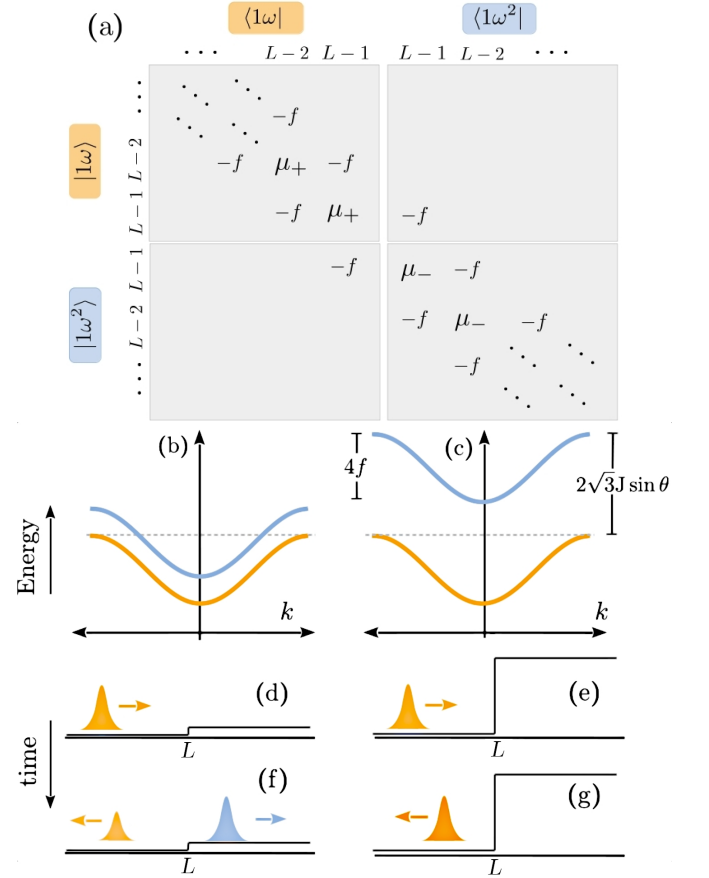 (a)
⟨1ω| ⟨1ω²|
··· L − 2 L − 1 L − 1 L − 2 ···
|1ω⟩
|1ω²⟩
··· L − 2 L − 1 L − 1 L − 2 ···
−f
−f μ₊ −f
−f μ₊ −f
−f μ₋ −f
−f μ₋ −f
−f
(b) (c)
4f
2√3J sin θ
Energy
k k
(d) (e)
L L
time
(f) (g)
L L